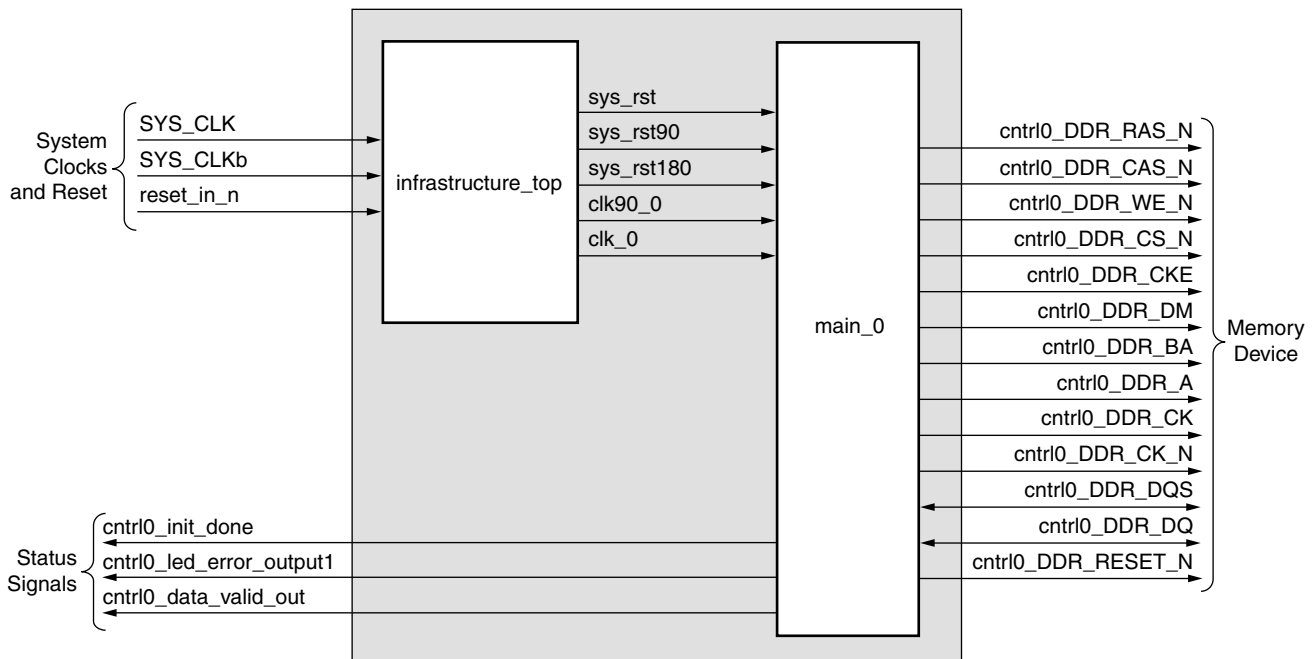 System
Clocks
and Reset
SYS_CLK
SYS_CLKb
reset_in_n
infrastructure_top
sys_rst
sys_rst90
sys_rst180
clk90_0
clk_0
main_0
cntrl0_DDR_RAS_N
cntrl0_DDR_CAS_N
cntrl0_DDR_WE_N
cntrl0_DDR_CS_N
cntrl0_DDR_CKE
cntrl0_DDR_DM
cntrl0_DDR_BA
cntrl0_DDR_A
cntrl0_DDR_CK
cntrl0_DDR_CK_N
cntrl0_DDR_DQS
cntrl0_DDR_DQ
cntrl0_DDR_RESET_N
Memory
Device
Status
Signals
cntrl0_init_done
cntrl0_led_error_output1
cntrl0_data_valid_out